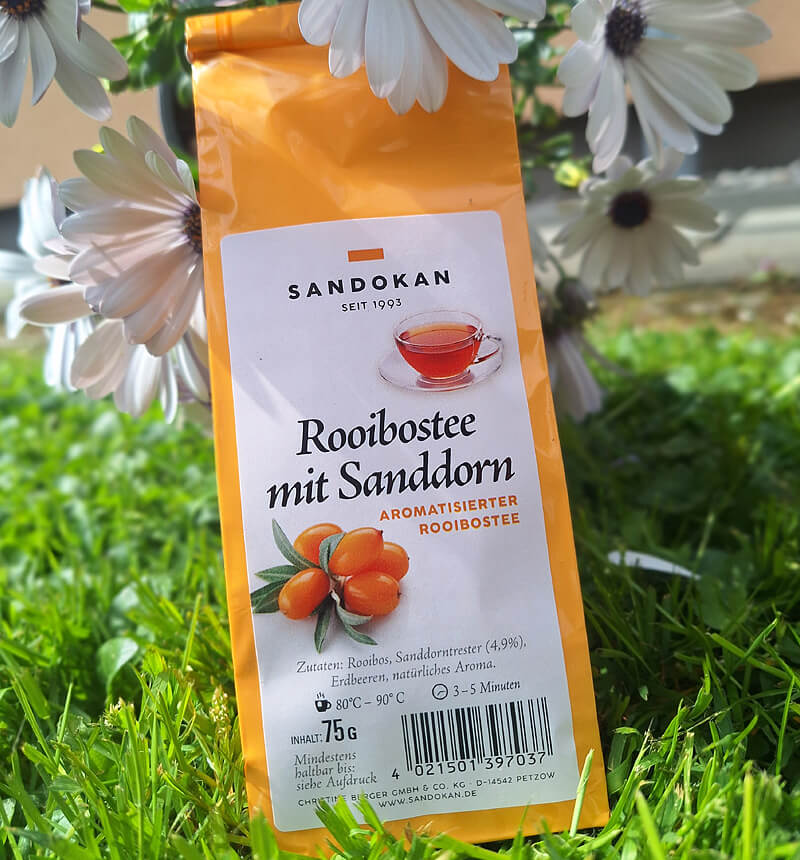 SANDOKAN
SEIT 1993
Rooibostee
mit Sanddorn
AROMATISIERTER
ROOIBOSTEE
Zutaten: Rooibos, Sanddorntrester (4,9%),
Erdbeeren, natürliches Aroma.
80°C – 90° C 3–5 Minuten
INHALT: 75 G
Mindestens
haltbar bis:
siehe Aufdruck
4 021501 397037
CHRISTINE BERGER GMBH & CO. KG · D-14542 PETZOW
WWW.SANDOKAN.DE